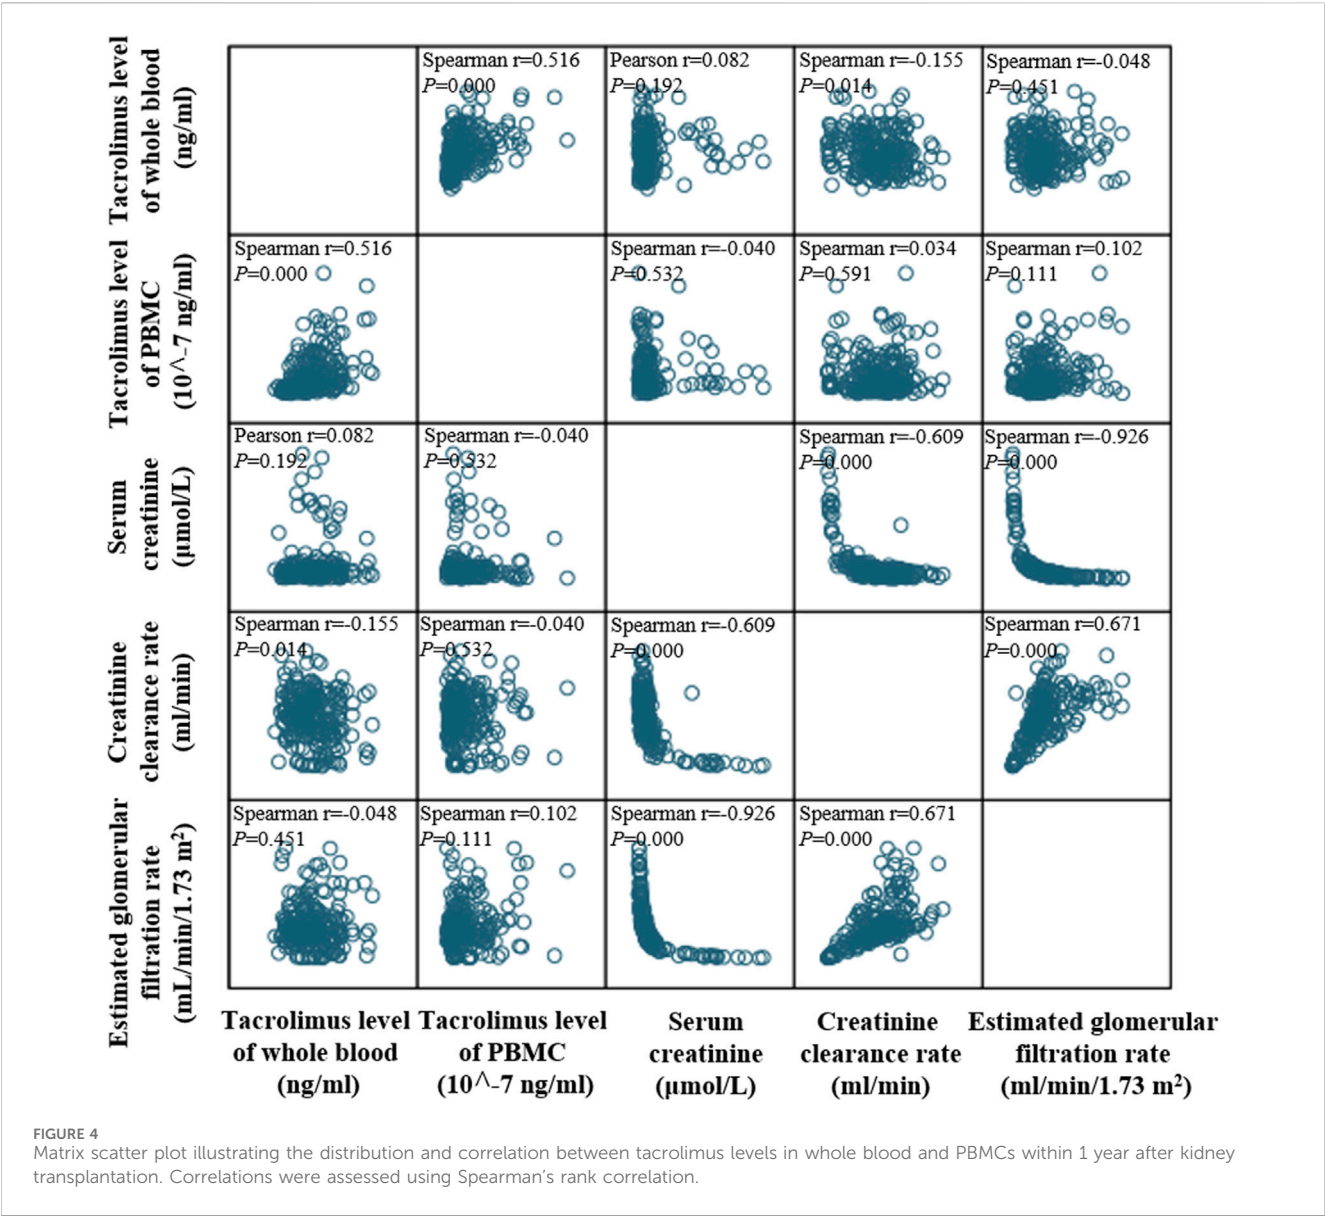 Tacrolimus level
of whole blood
(ng/ml)
Spearman r=0.516
P=0.000
Pearson r=0.082
P=0.192
Spearman r=-0.155
P=0.014
Spearman r=-0.048
P=0.451
Tacrolimus level
of PBMC
(10^-7 ng/ml)
Spearman r=0.516
P=0.000
Spearman r=-0.040
P=0.532
Spearman r=0.034
P=0.591
Spearman r=0.102
P=0.111
Serum
creatinine
(μmol/L)
Pearson r=0.082
P=0.192
Spearman r=-0.040
P=0.532
Spearman r=-0.609
P=0.000
Spearman r=-0.926
P=0.000
Creatinine
clearance rate
(ml/min)
Spearman r=-0.155
P=0.014
Spearman r=-0.040
P=0.532
Spearman r=-0.609
P=0.000
Spearman r=0.671
P=0.000
Estimated glomerular
filtration rate
(mL/min/1.73 m²)
Spearman r=-0.048
P=0.451
Spearman r=0.102
P=0.111
Spearman r=-0.926
P=0.000
Spearman r=0.671
P=0.000
Tacrolimus level
of whole blood
(ng/ml)
Tacrolimus level
of PBMC
(10^-7 ng/ml)
Serum
creatinine
(μmol/L)
Creatinine
clearance rate
(ml/min)
Estimated glomerular
filtration rate
(ml/min/1.73 m²)
FIGURE 4
Matrix scatter plot illustrating the distribution and correlation between tacrolimus levels in whole blood and PBMCs within 1 year after kidney
transplantation. Correlations were assessed using Spearman's rank correlation.